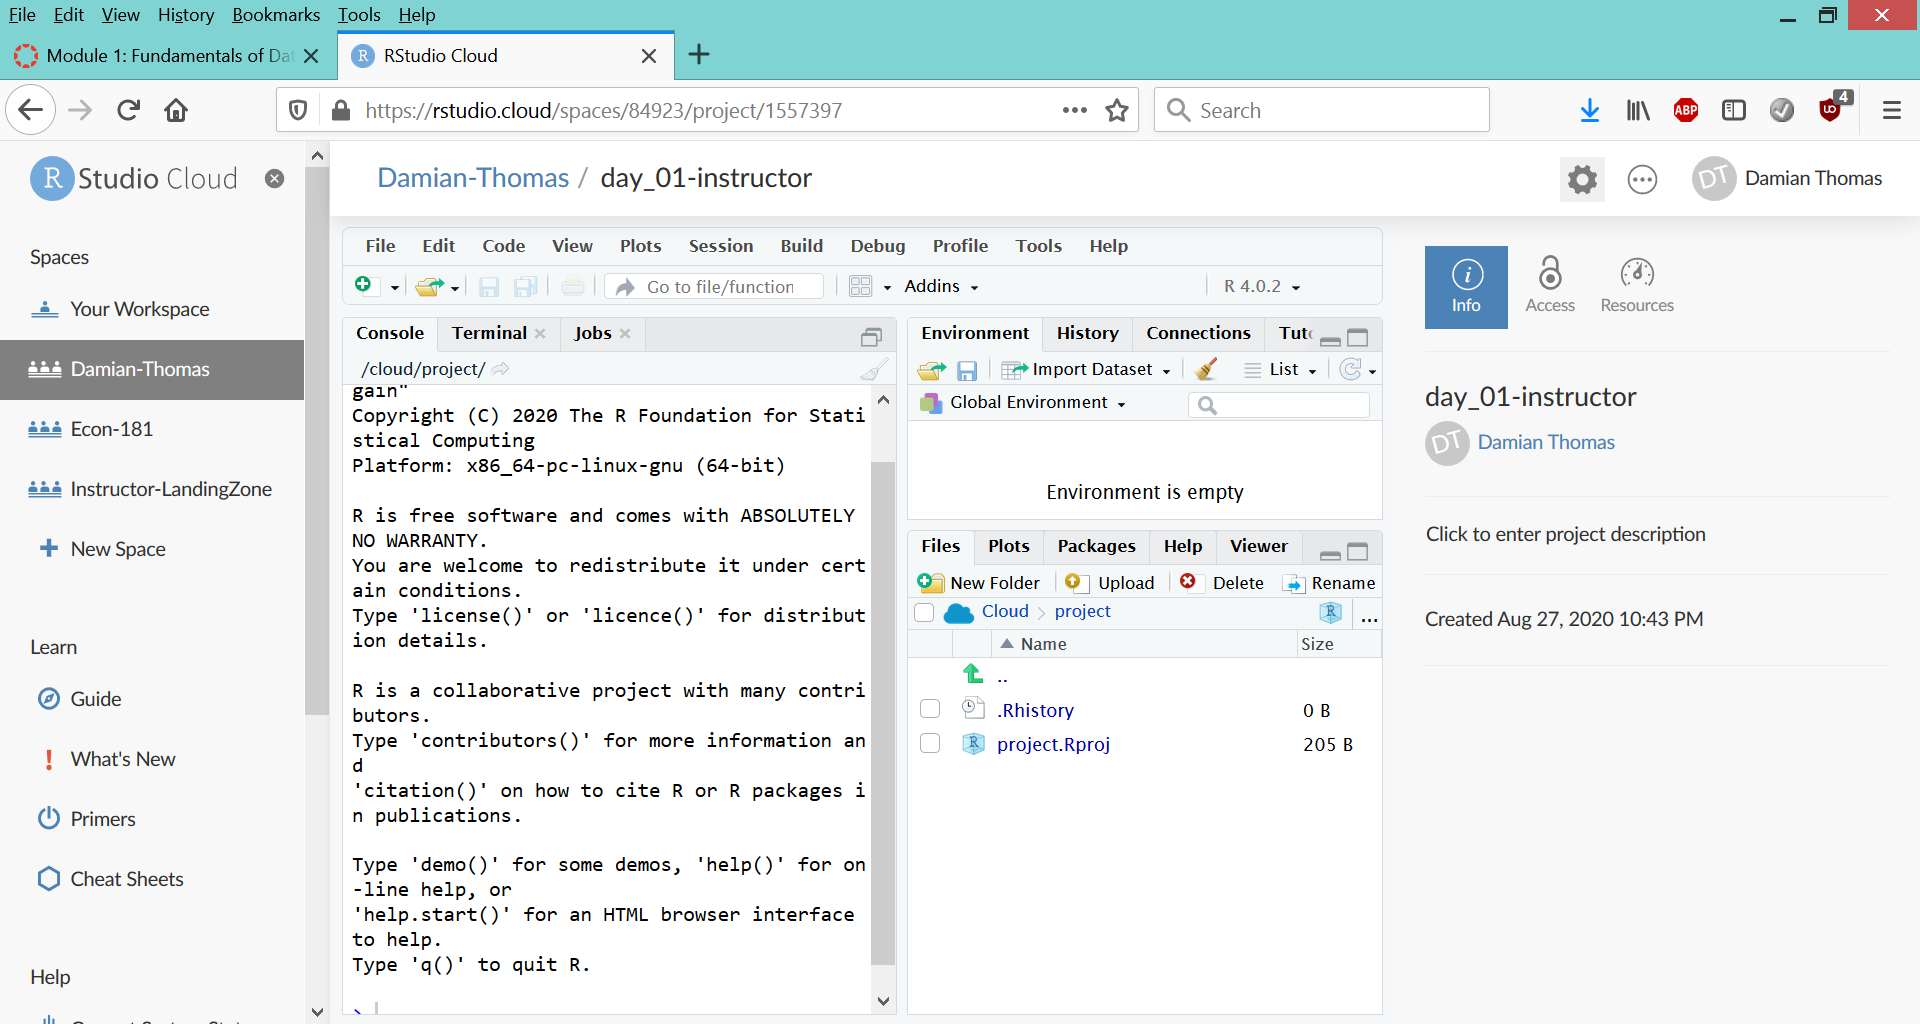 File Edit View History Bookmarks Tools Help
Module 1: Fundamentals of Da
RStudio Cloud
https://rstudio.cloud/spaces/84923/project/1557397
Search
ABP
4
R Studio Cloud
Damian-Thomas / day_01-instructor
DT Damian Thomas
Spaces
Your Workspace
Damian-Thomas
Econ-181
Instructor-LandingZone
New Space
Learn
Guide
What's New
Primers
Cheat Sheets
Help
File Edit Code View Plots Session Build Debug Profile Tools Help
Go to file/function
Addins
R 4.0.2
Console Terminal Jobs
/cloud/project/
gain"
Copyright (C) 2020 The R Foundation for Stati
stical Computing
Platform: x86_64-pc-linux-gnu (64-bit)
R is free software and comes with ABSOLUTELY
NO WARRANTY.
You are welcome to redistribute it under cert
ain conditions.
Type 'license()' or 'licence()' for distribut
ion details.
R is a collaborative project with many contri
butors.
Type 'contributors()' for more information an
d
'citation()' on how to cite R or R packages i
n publications.
Type 'demo()' for some demos, 'help()' for on
-line help, or
'help.start()' for an HTML browser interface
to help.
Type 'q()' to quit R.
>
Environment History Connections Tut
Import Dataset List
Global Environment
Environment is empty
Files Plots Packages Help Viewer
New Folder Upload Delete Rename
Cloud project ...
Name Size
..
.Rhistory 0 B
project.Rproj 205 B
Info Access Resources
day_01-instructor
DT Damian Thomas
Click to enter project description
Created Aug 27, 2020 10:43 PM